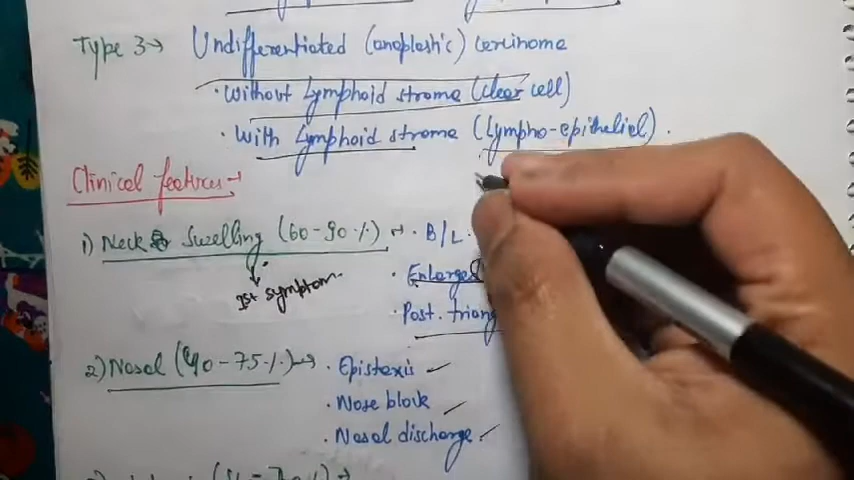 Type 3→ Undifferentiated (anaplastic) carcinoma
· Without Lymphoid stroma (clear cell)
· With Lymphoid stroma (Lympho-epithelial).
Clinical features→
1) Neck Swelling (60-90%)→ · B/L
1st symptom.
· Enlarged
· Post. triang
2) Nasal (40-75%)→ · Epistaxis
· Nose block
· Nasal discharge